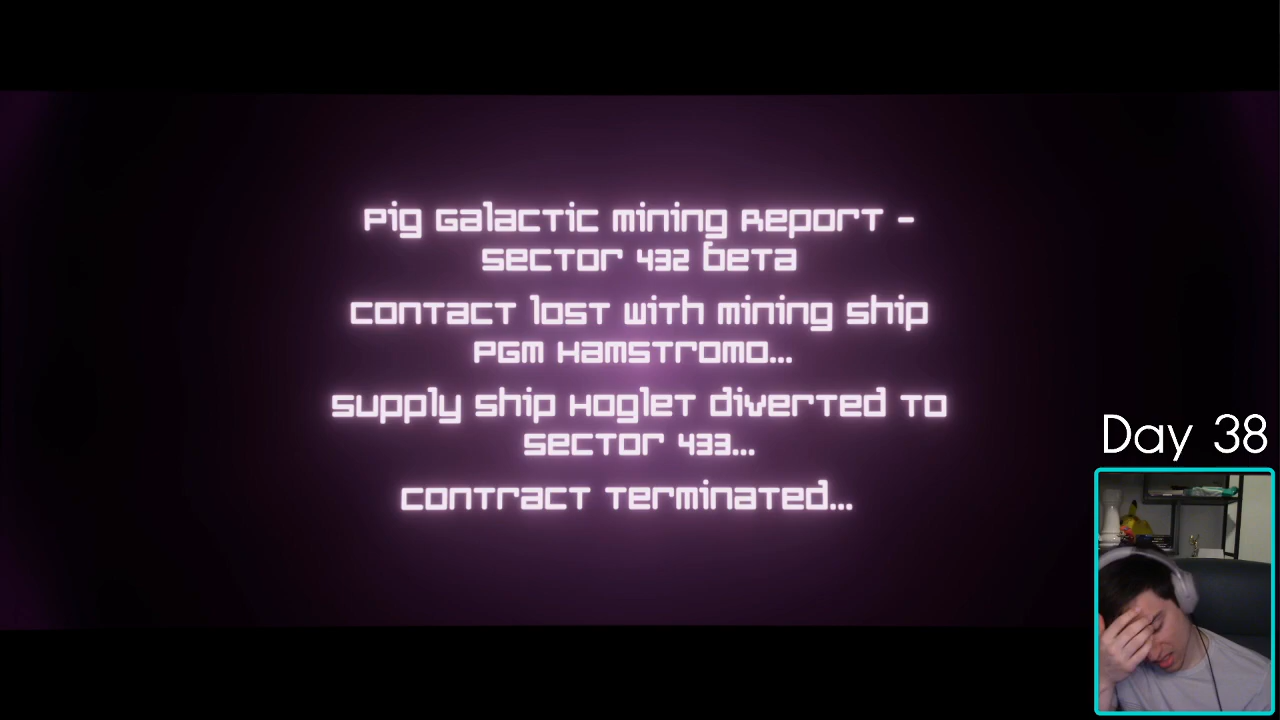 Pig Galactic Mining Report -
Sector 432 Beta
Contact lost with mining ship
PGM Hamstromo...
Supply ship Hoglet diverted to
Sector 433...
Contract terminated...
Day 38